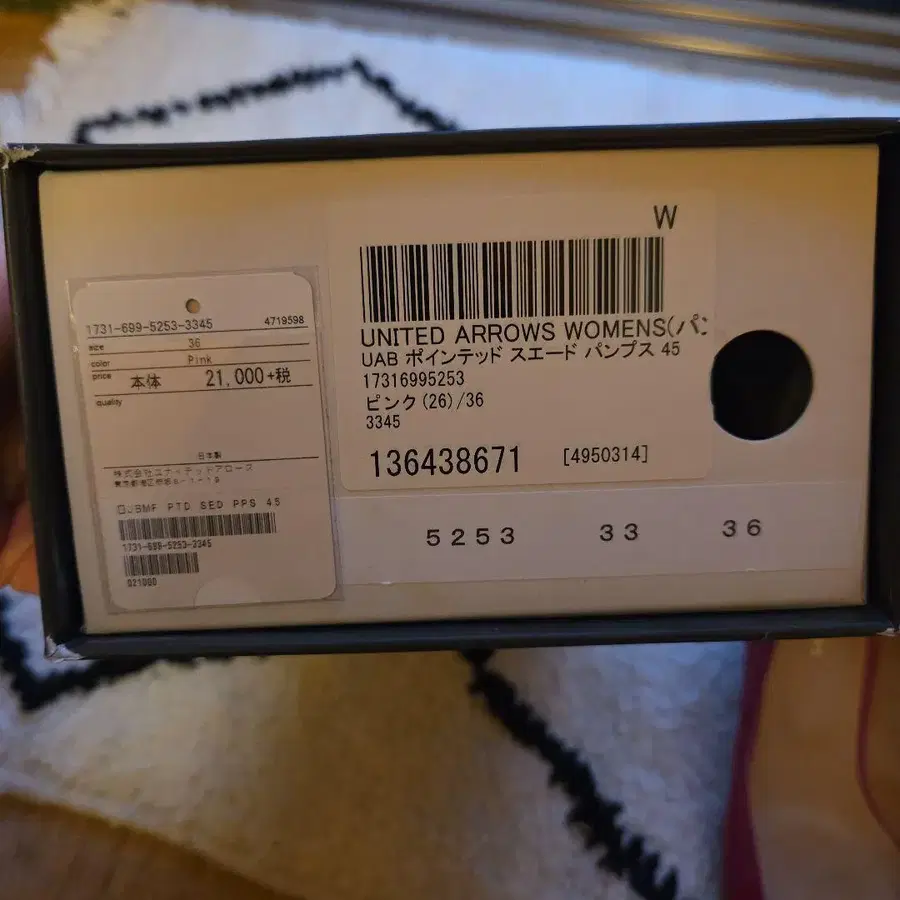 1731-699-5253-3345 4719598
size 36
color Pink
price 本体 21,000+税
quality
日本製
株式会社ユナイテッドアローズ
PTD SED PPS 45
1731-699-5253-3345
021000
W
UNITED ARROWS WOMENS(パン
UAB ポインテッド スエード パンプス 45
17316995253
ピンク(26)/36
3345
136438671 [4950314]
5253 33 36